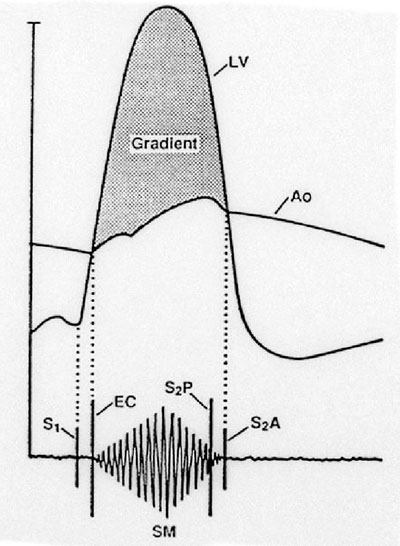 LV
Gradient
Ao
EC
S₂P
S₁
S₂A
SM